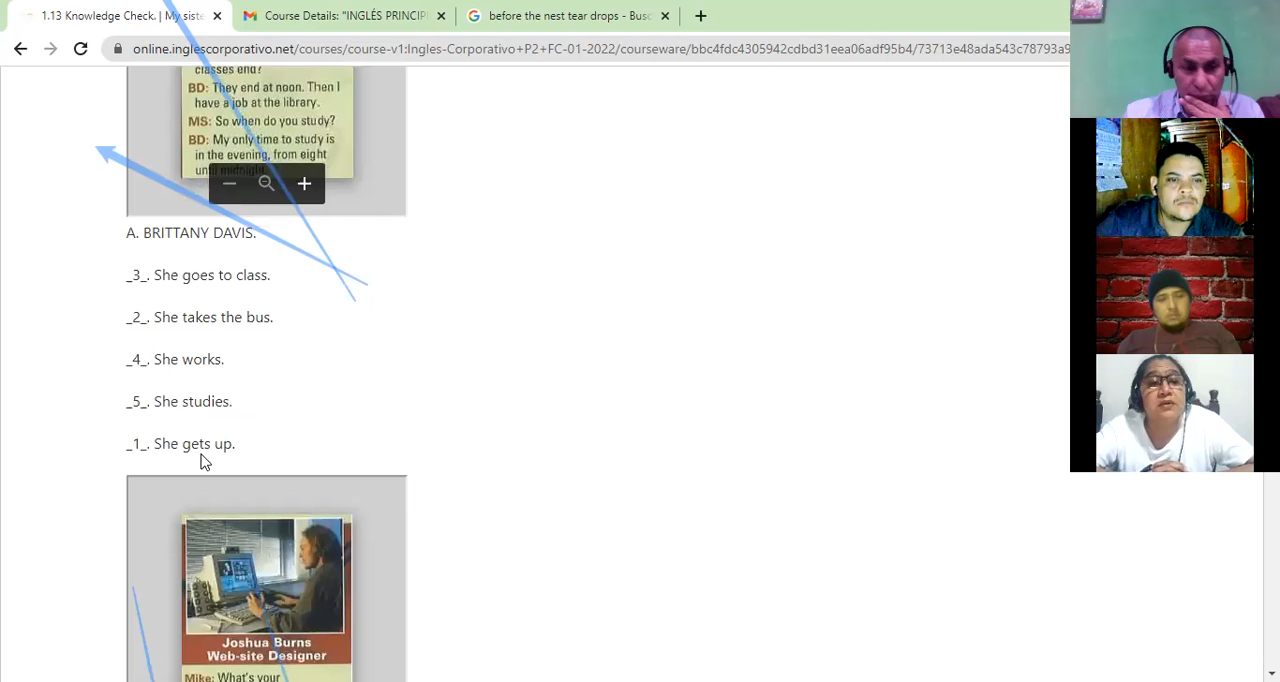 1.13 Knowledge Check. | My siste
Course Details: "INGLÉS PRINCIPI
before the nest tear drops - Busc
online.inglescorporativo.net/courses/course-v1:Ingles-Corporativo+P2+FC-01-2022/courseware/bbc4fdc4305942cdbd31eea06adf95b4/73713e48ada543c78793a9
classes end?
BD: They end at noon. Then I
have a job at the library.
MS: So when do you study?
BD: My only time to study is
in the evening, from eight
until midnight.
A. BRITTANY DAVIS.
_3_. She goes to class.
_2_. She takes the bus.
_4_. She works.
_5_. She studies.
_1_. She gets up.
Joshua Burns
Web-site Designer
Mike: What's your